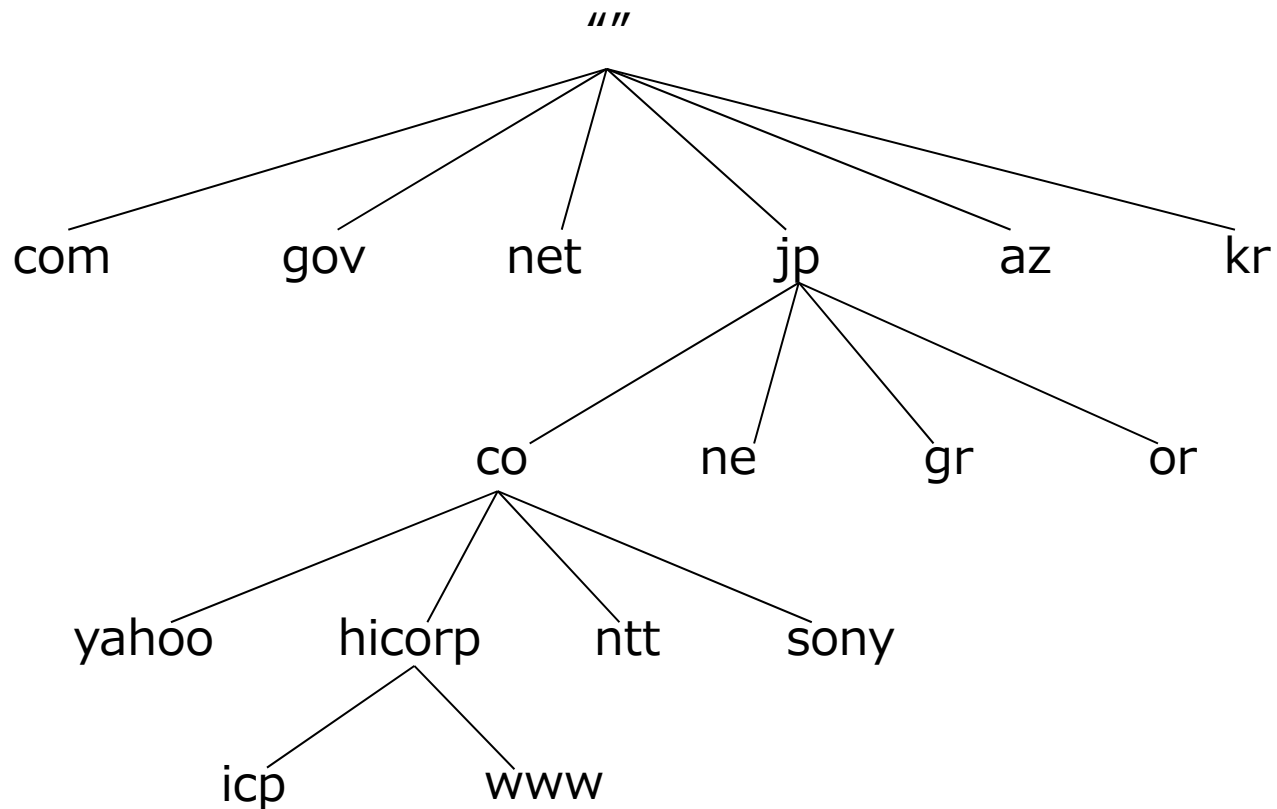 “”
com gov net jp az kr
co ne gr or
yahoo hicorp ntt sony
icp www